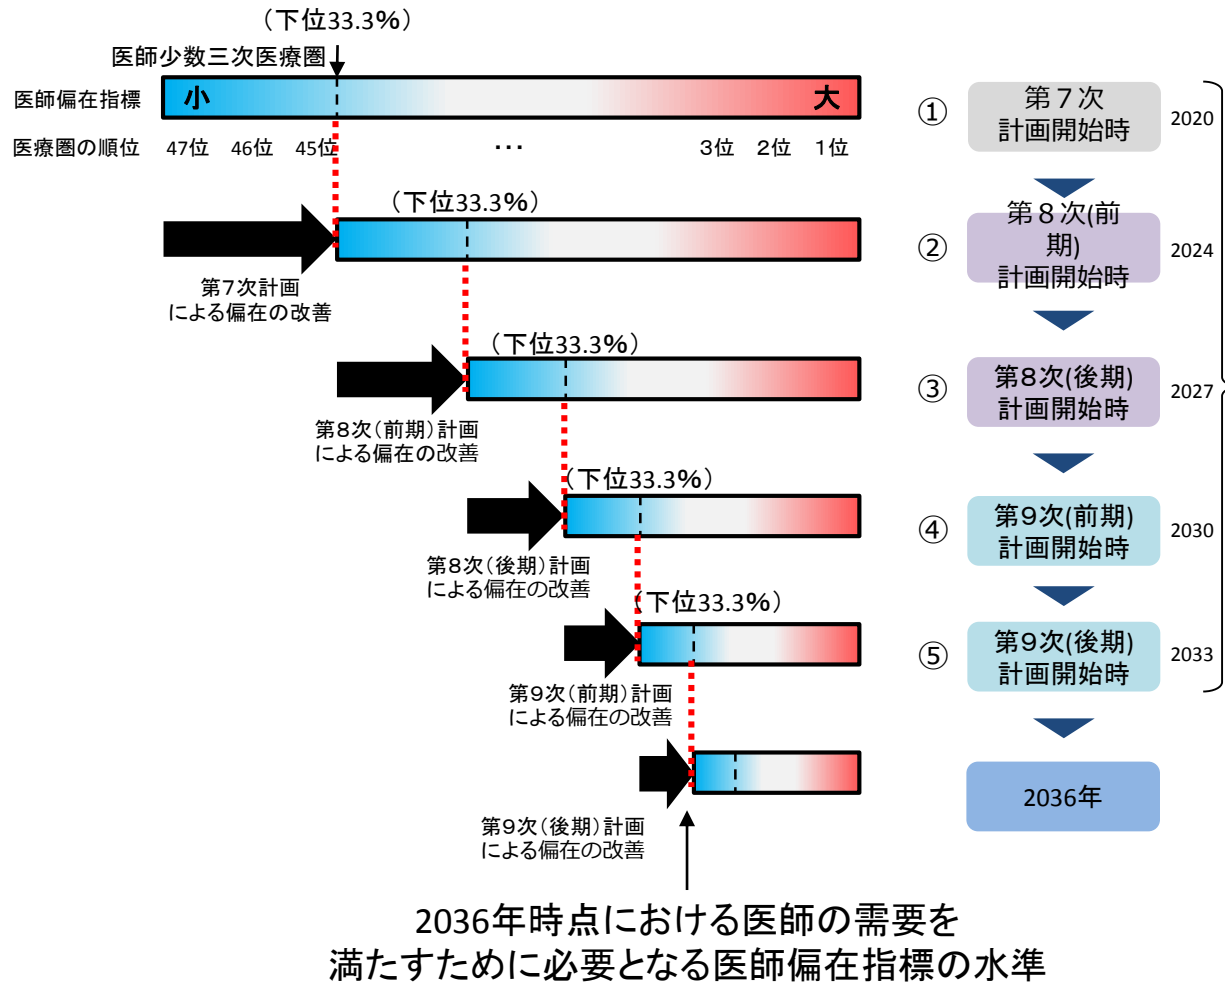 （下位33.3%）
医師少数三次医療圏
医師偏在指標
小
大
医療圏の順位
47位
46位
45位
･･･
３位
２位
１位
①
第７次
計画開始時
2020
（下位33.3%）
第７次計画
による偏在の改善
②
第８次(前
期)
計画開始時
2024
（下位33.3%）
第８次（前期）計画
による偏在の改善
③
第８次(後期)
計画開始時
2027
（下位33.3%）
第８次（後期）計画
による偏在の改善
④
第９次(前期)
計画開始時
2030
（下位33.3%）
第９次（前期）計画
による偏在の改善
⑤
第９次(後期)
計画開始時
2033
第９次（後期）計画
による偏在の改善
2036年
2036年時点における医師の需要を
満たすために必要となる医師偏在指標の水準